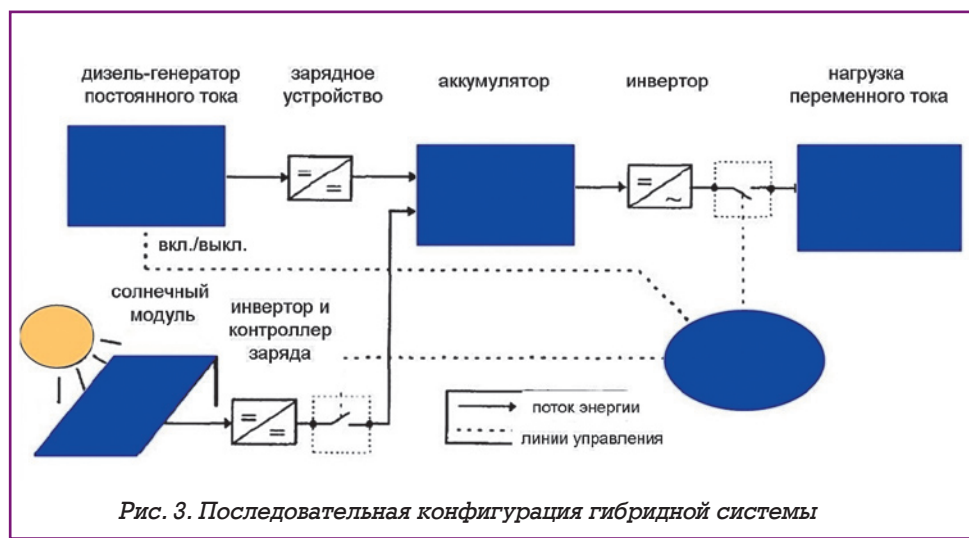 дизель-генератор
постоянного тока
зарядное
устройство
аккумулятор
инвертор
нагрузка
переменного тока
=
=
=
~
вкл./выкл.
солнечный
модуль
инвертор и
контроллер
заряда
=
=
поток энергии
линии управления
Рис. 3. Последовательная конфигурация гибридной системы